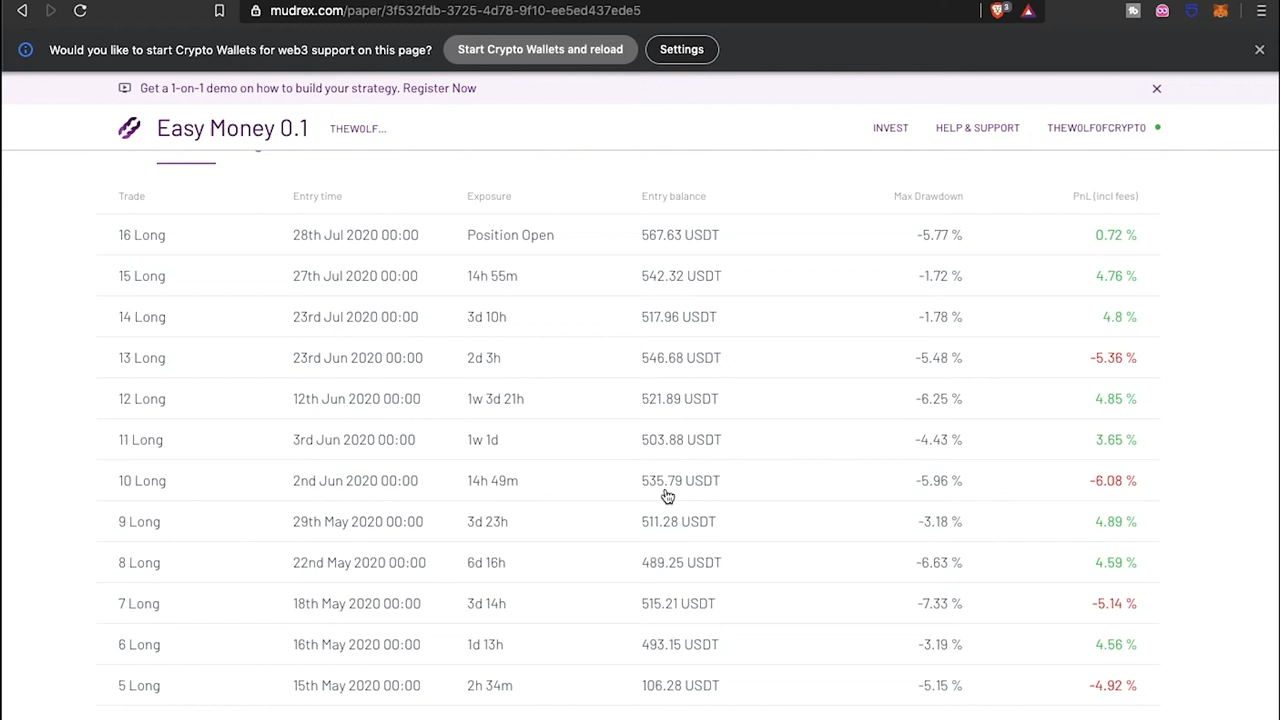 mudrex.com/paper/3f532fdb-3725-4d78-9f10-ee5ed437ede5
3
Would you like to start Crypto Wallets for web3 support on this page? Start Crypto Wallets and reload Settings
Get a 1-on-1 demo on how to build your strategy. Register Now
Easy Money 0.1 THEWOLF... INVEST HELP & SUPPORT THEWOLFOFCRYPTO
Trade Entry time Exposure Entry balance Max Drawdown PnL (incl fees)
16 Long 28th Jul 2020 00:00 Position Open 567.63 USDT -5.77 % 0.72 %
15 Long 27th Jul 2020 00:00 14h 55m 542.32 USDT -1.72 % 4.76 %
14 Long 23rd Jul 2020 00:00 3d 10h 517.96 USDT -1.78 % 4.8 %
13 Long 23rd Jun 2020 00:00 2d 3h 546.68 USDT -5.48 % -5.36 %
12 Long 12th Jun 2020 00:00 1w 3d 21h 521.89 USDT -6.25 % 4.85 %
11 Long 3rd Jun 2020 00:00 1w 1d 503.88 USDT -4.43 % 3.65 %
10 Long 2nd Jun 2020 00:00 14h 49m 535.79 USDT -5.96 % -6.08 %
9 Long 29th May 2020 00:00 3d 23h 511.28 USDT -3.18 % 4.89 %
8 Long 22nd May 2020 00:00 6d 16h 489.25 USDT -6.63 % 4.59 %
7 Long 18th May 2020 00:00 3d 14h 515.21 USDT -7.33 % -5.14 %
6 Long 16th May 2020 00:00 1d 13h 493.15 USDT -3.19 % 4.56 %
5 Long 15th May 2020 00:00 2h 34m 106.28 USDT -5.15 % -4.92 %